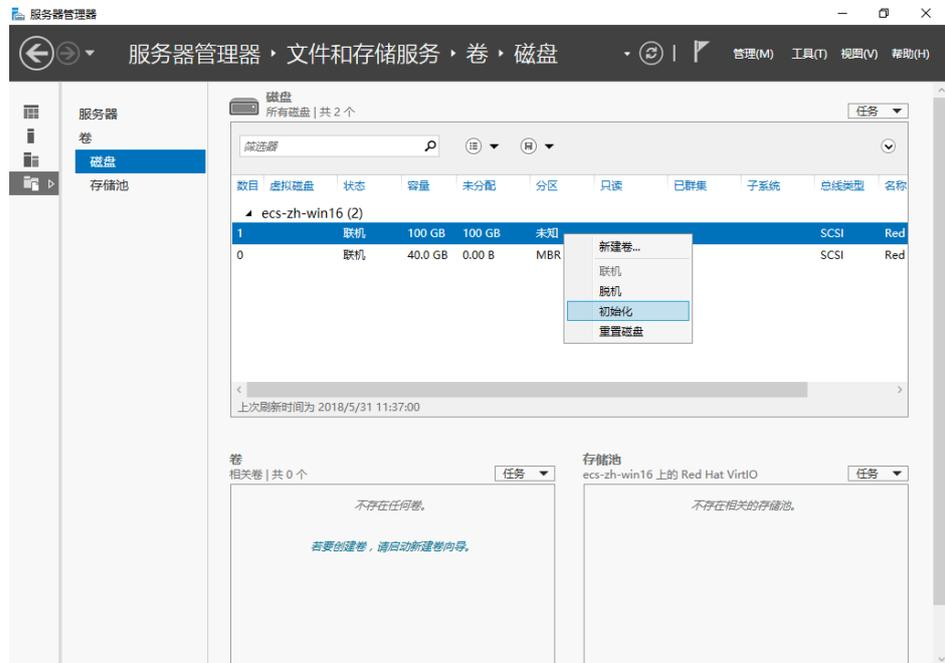 服务器管理器
服务器管理器 · 文件和存储服务 · 卷 · 磁盘
管理(M) 工具(T) 视图(V) 帮助(H)
服务器
卷
磁盘
存储池
磁盘
所有磁盘 | 共 2 个
任务
筛选器
数目 虚拟磁盘 状态 容量 未分配 分区 只读 已群集 子系统 总线类型 名称
ecs-zh-win16 (2)
1 联机 100 GB 100 GB 未知 SCSI Red
0 联机 40.0 GB 0.00 B MBR SCSI Red
新建卷...
联机
脱机
初始化
重置磁盘
上次刷新时间为 2018/5/31 11:37:00
卷
相关卷 | 共 0 个
任务
不存在任何卷。
若要创建卷，请启动新建卷向导。
存储池
ecs-zh-win16 上的 Red Hat VirtIO
任务
不存在相关的存储池。